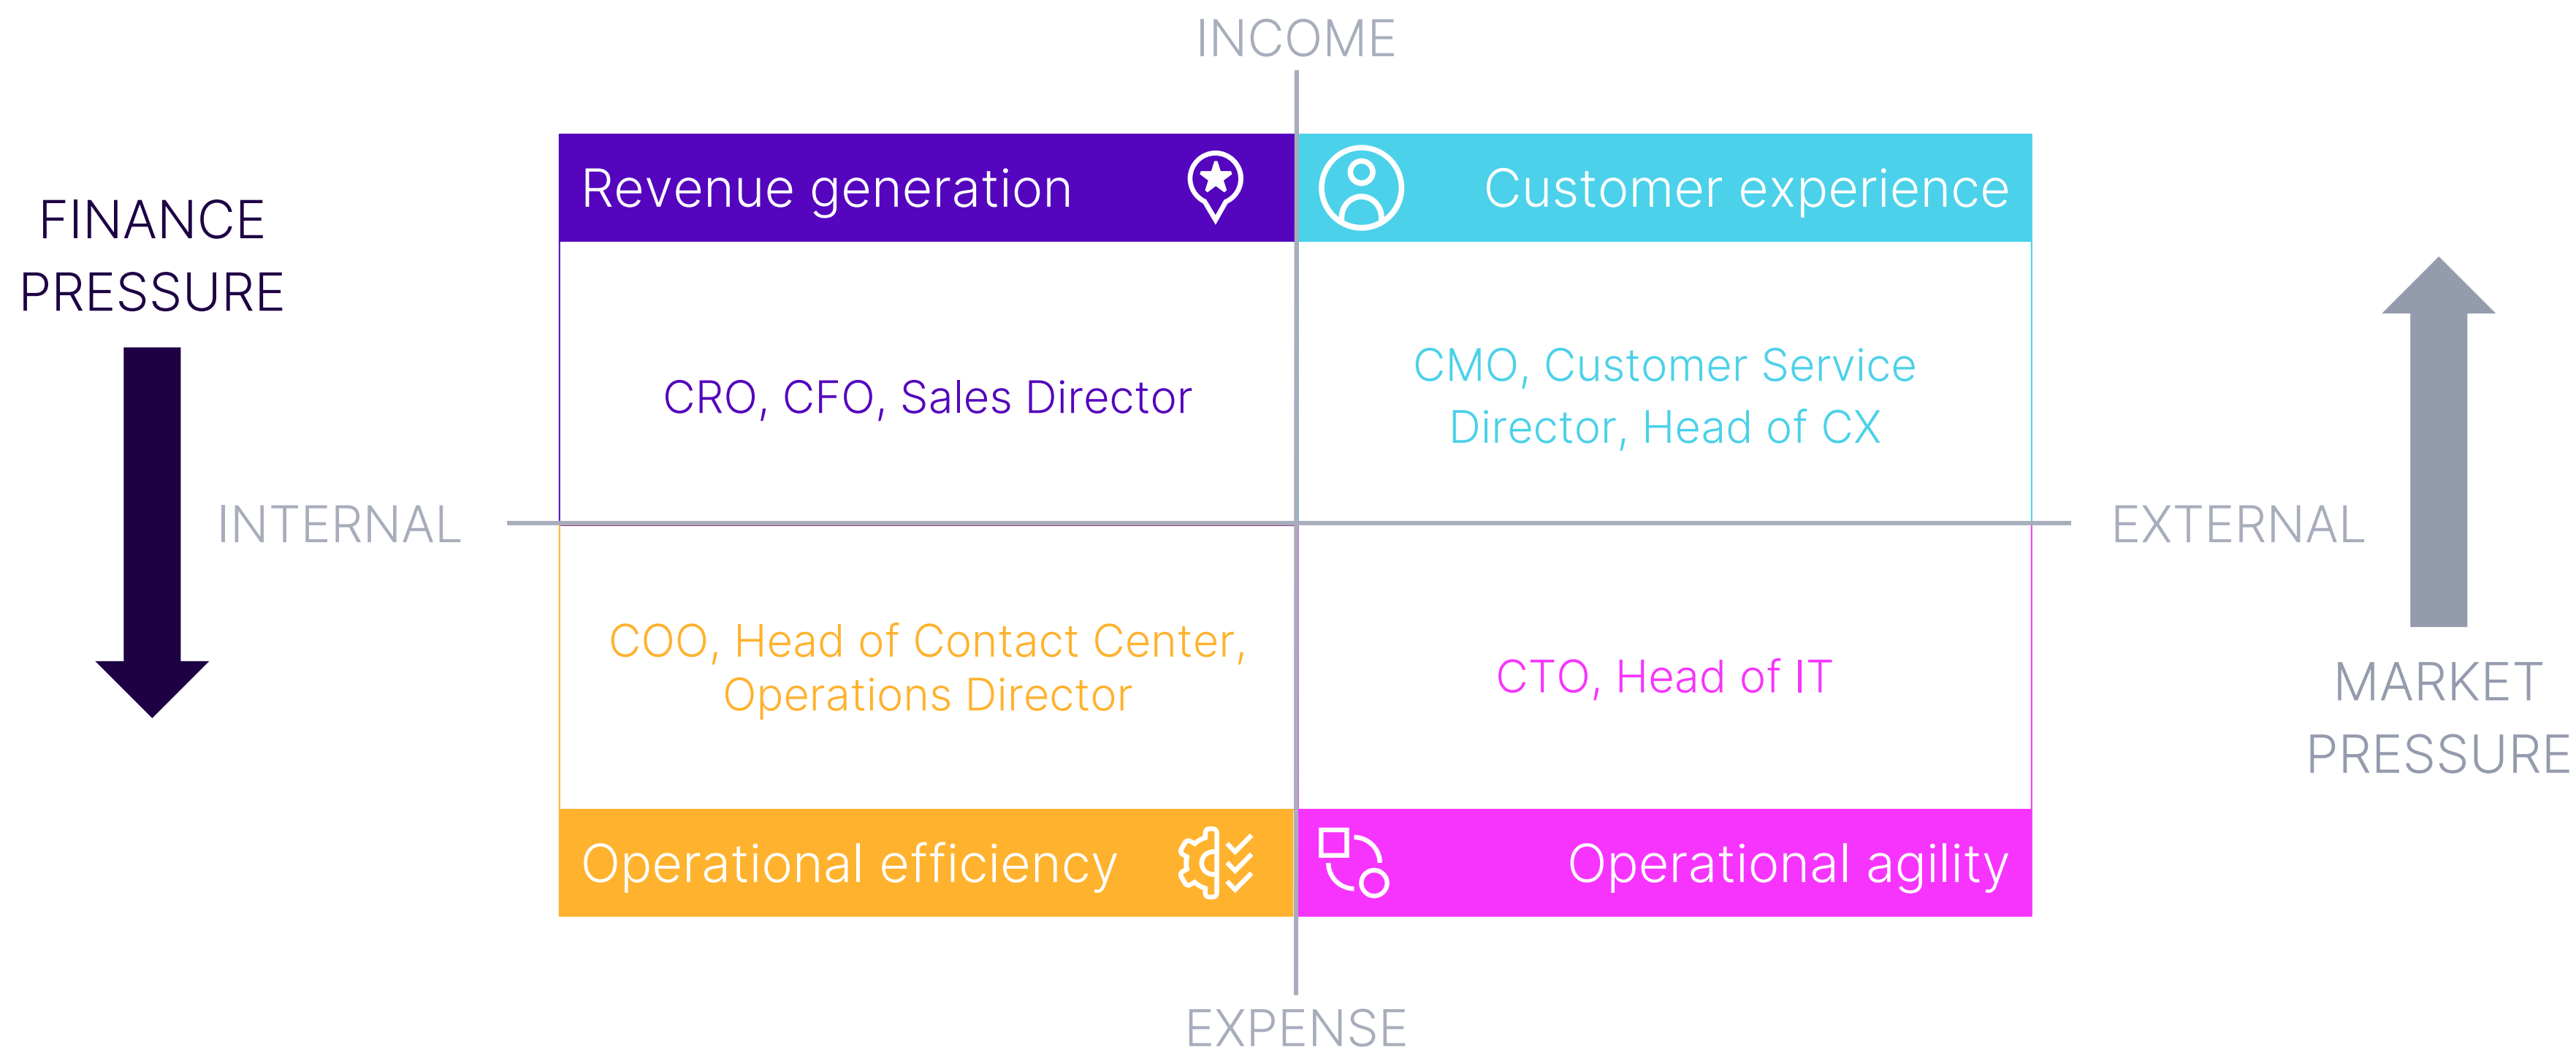 INCOME
FINANCE
PRESSURE
Revenue generation
Customer experience
CRO, CFO, Sales Director
CMO, Customer Service
Director, Head of CX
INTERNAL
EXTERNAL
COO, Head of Contact Center,
Operations Director
CTO, Head of IT
MARKET
PRESSURE
Operational efficiency
Operational agility
EXPENSE